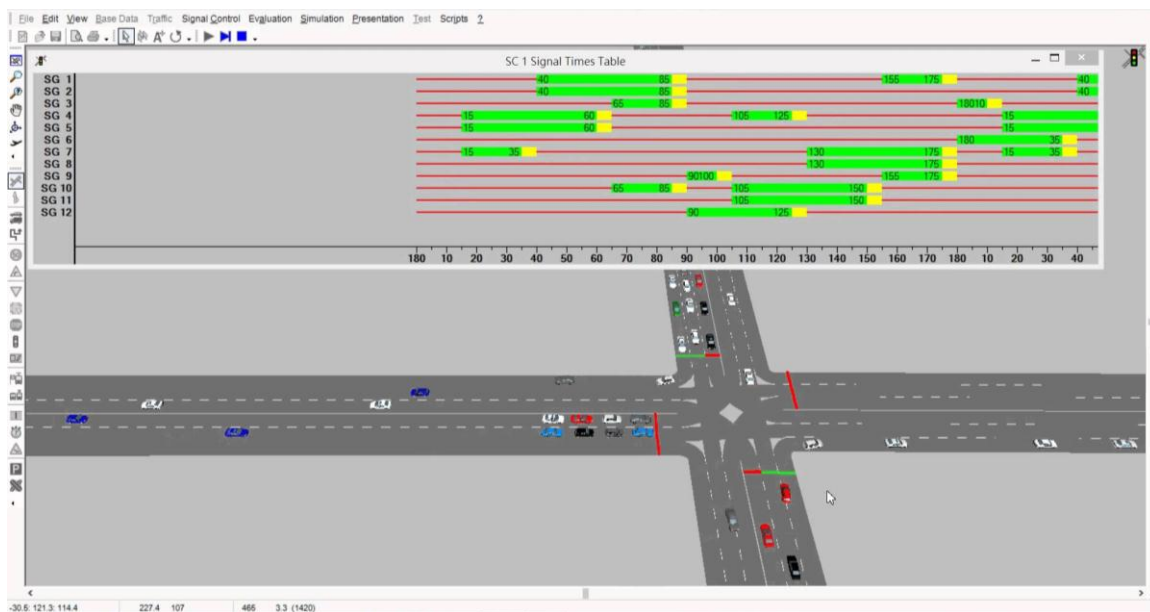 File Edit View Base Data Traffic Signal Control Evaluation Simulation Presentation Test Scripts ?
SC 1 Signal Times Table
SG 1 40 85 155 175 40
SG 2 40 85 40
SG 3 65 85 18010
SG 4 15 60 105 125 15
SG 5 15 60 15
SG 6 180 35
SG 7 15 35 130 175 15 35
SG 8 130 175
SG 9 90100 155 175
SG 10 65 85 105 150
SG 11 105 150
SG 12 90 125
180 10 20 30 40 50 60 70 80 90 100 110 120 130 140 150 160 170 180 10 20 30 40
-30.5: 121.3: 114.4 227.4 107 465 3.3 (1420)